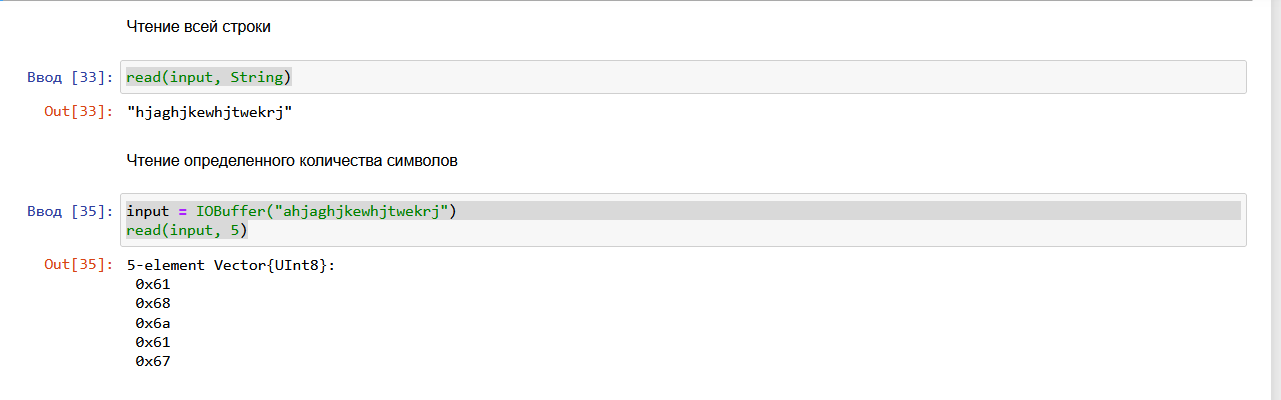 Чтение всей строки
Ввод [33]: read(input, String)
Out[33]: "hjaghjkewhjtwekrj"
Чтение определенного количества символов
Ввод [35]: input = IOBuffer("ahjaghjkewhjtwekrj")
read(input, 5)
Out[35]: 5-element Vector{UInt8}:
0x61
0x68
0x6a
0x61
0x67